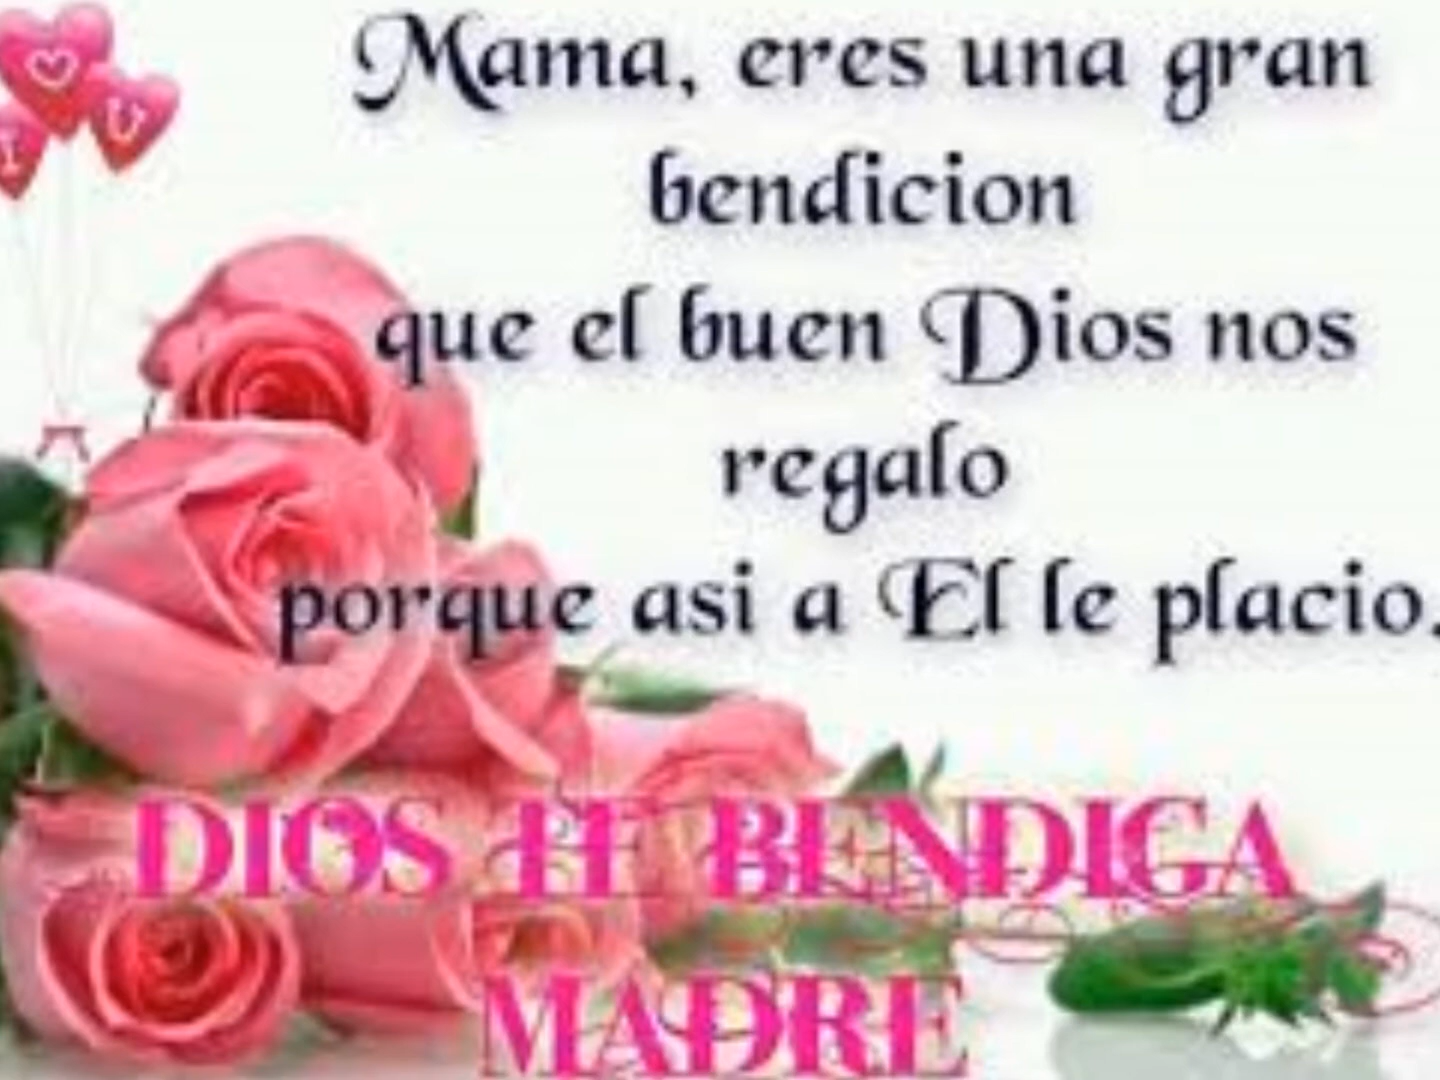 I U
Mama, eres una gran
bendicion
que el buen Dios nos
regalo
porque asi a El le placio.
DIOS TE BENDIGA
MADRE